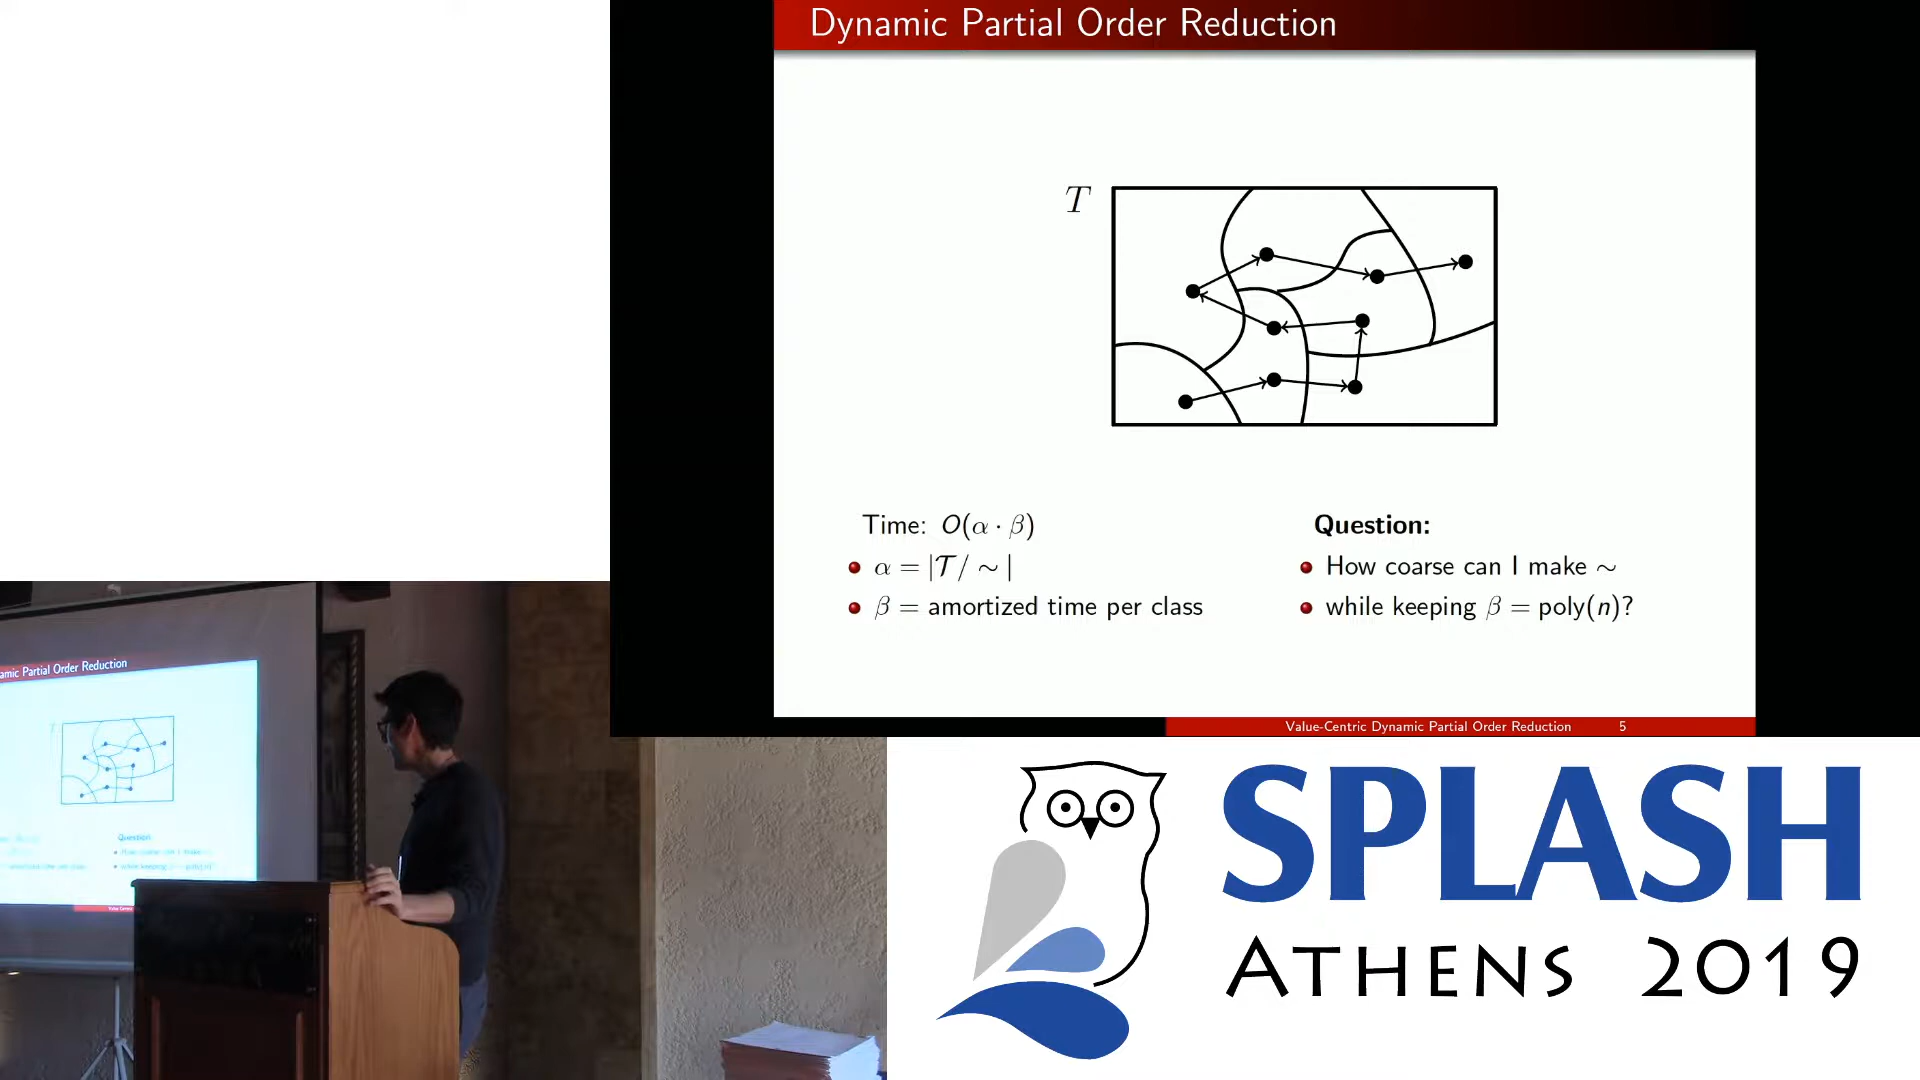 Dynamic Partial Order Reduction
T
Time: O(α · β)
α = |𝒯/ ∼ |
β = amortized time per class
Question:
How coarse can I make ∼
while keeping β = poly(n)?
Value-Centric Dynamic Partial Order Reduction 5
amic Partial Order Reduction
Question:
SPLASH
ATHENS 2019